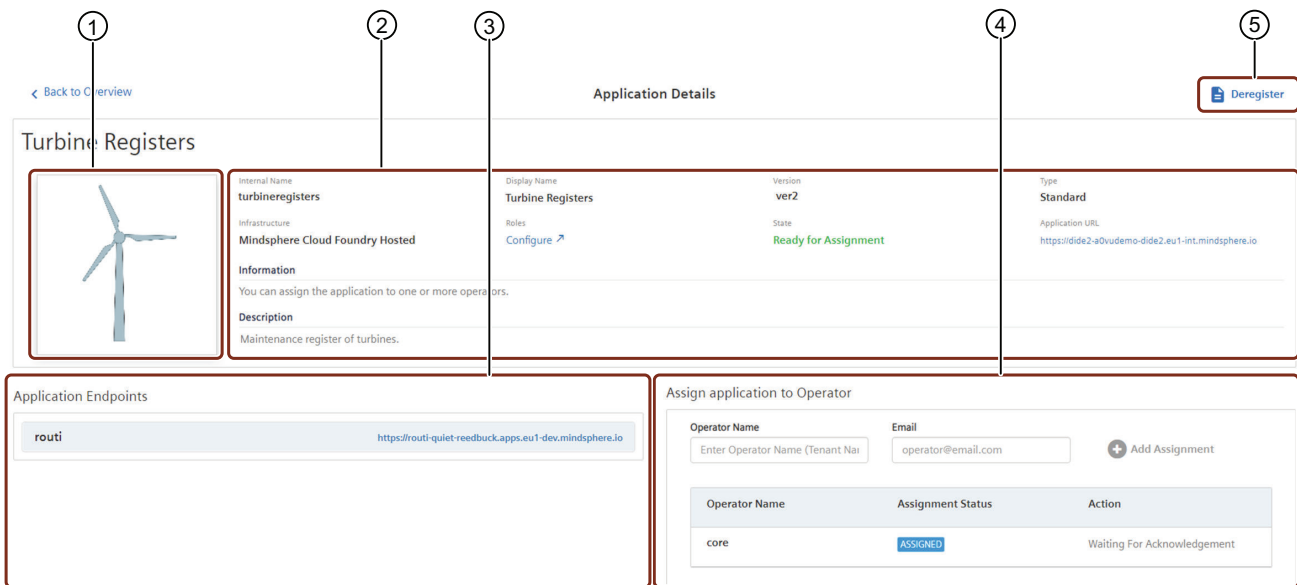 1 2 3 4 5
Back to Overview Application Details Deregister
Turbine Registers
Internal Name Display Name Version Type
turbineregisters Turbine Registers ver2 Standard
Infrastructure Roles State Application URL
Mindsphere Cloud Foundry Hosted Configure Ready for Assignment https://dide2-a0vudemo-dide2.eu1-int.mindsphere.io
Information
You can assign the application to one or more operators.
Description
Maintenance register of turbines.
Application Endpoints
routi https://routi-quiet-reedbuck.apps.eu1-dev.mindsphere.io
Assign application to Operator
Operator Name Email
Enter Operator Name (Tenant Nar operator@email.com Add Assignment
Operator Name Assignment Status Action
core ASSIGNED Waiting For Acknowledgement